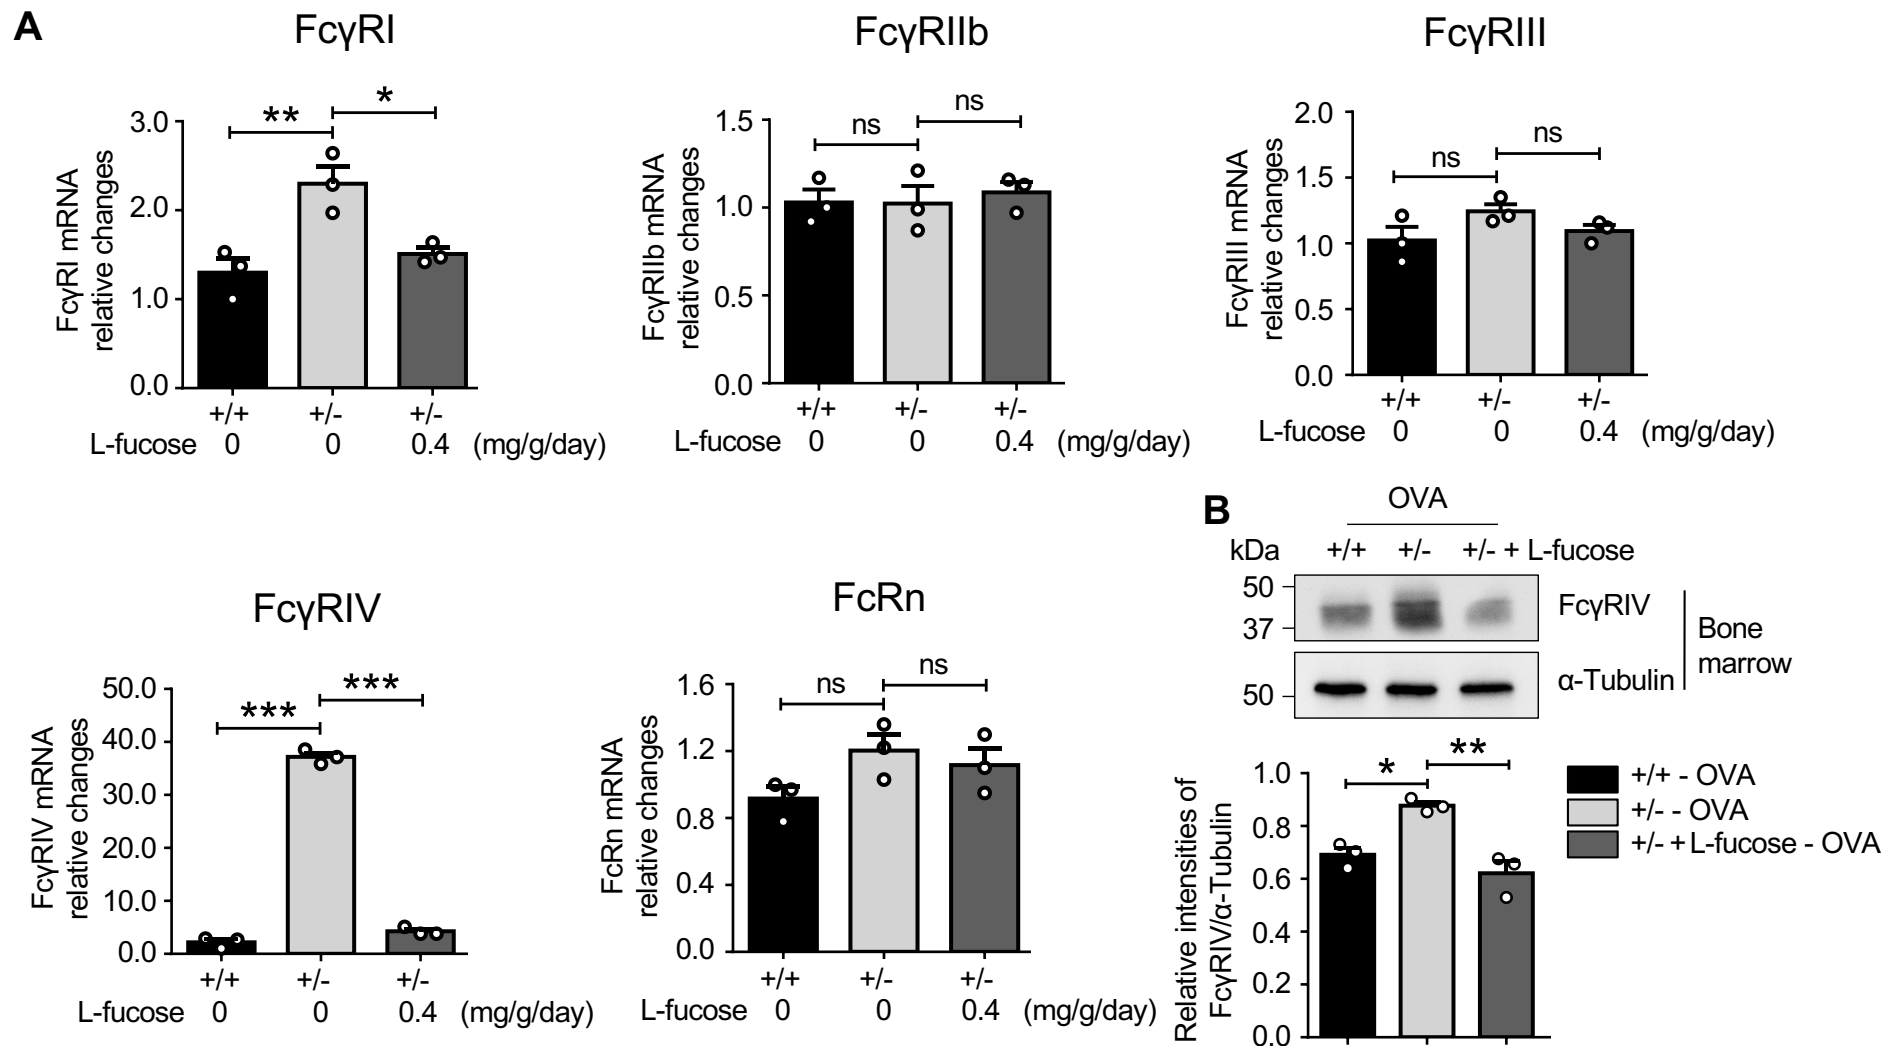 A
FcγRI
** *
FcγRI mRNA
relative changes
3.0
2.0
1.0
0.0
+/+ +/- +/-
L-fucose 0 0 0.4 (mg/g/day)
FcγRIIb
ns ns
FcγRIIb mRNA
relative changes
1.5
1.0
0.5
0.0
+/+ +/- +/-
L-fucose 0 0 0.4 (mg/g/day)
FcγRIII
ns ns
FcγRIII mRNA
relative changes
2.0
1.5
1.0
0.5
0.0
+/+ +/- +/-
L-fucose 0 0 0.4 (mg/g/day)
FcγRIV
*** ***
FcγRIV mRNA
relative changes
50.0
40.0
30.0
20.0
10.0
0.0
+/+ +/- +/-
L-fucose 0 0 0.4 (mg/g/day)
FcRn
ns ns
FcRn mRNA
relative changes
1.6
1.2
0.8
0.4
0.0
+/+ +/- +/-
L-fucose 0 0 0.4 (mg/g/day)
B
OVA
kDa +/+ +/- +/- + L-fucose
50
37
FcγRIV
50
α-Tubulin
Bone
marrow
* **
Relative intensities of
FcγRIV/α-Tubulin
1.0
0.8
0.6
0.4
0.2
0.0
+/+ - OVA
+/- - OVA
+/- + L-fucose - OVA